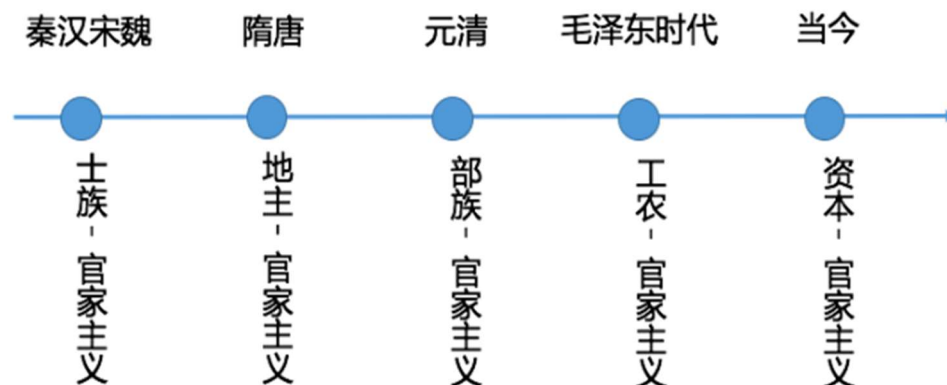 秦汉宋魏
隋唐
元清
毛泽东时代
当今
士族-官家主义
地主-官家主义
部族-官家主义
工农-官家主义
资本-官家主义